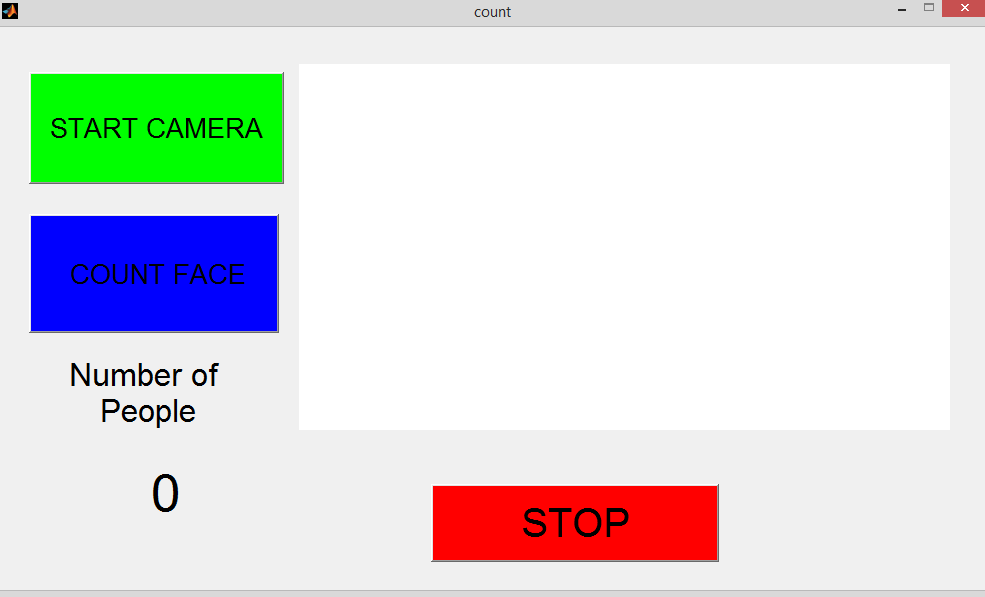 count
START CAMERA
COUNT FACE
Number of
People
0
STOP